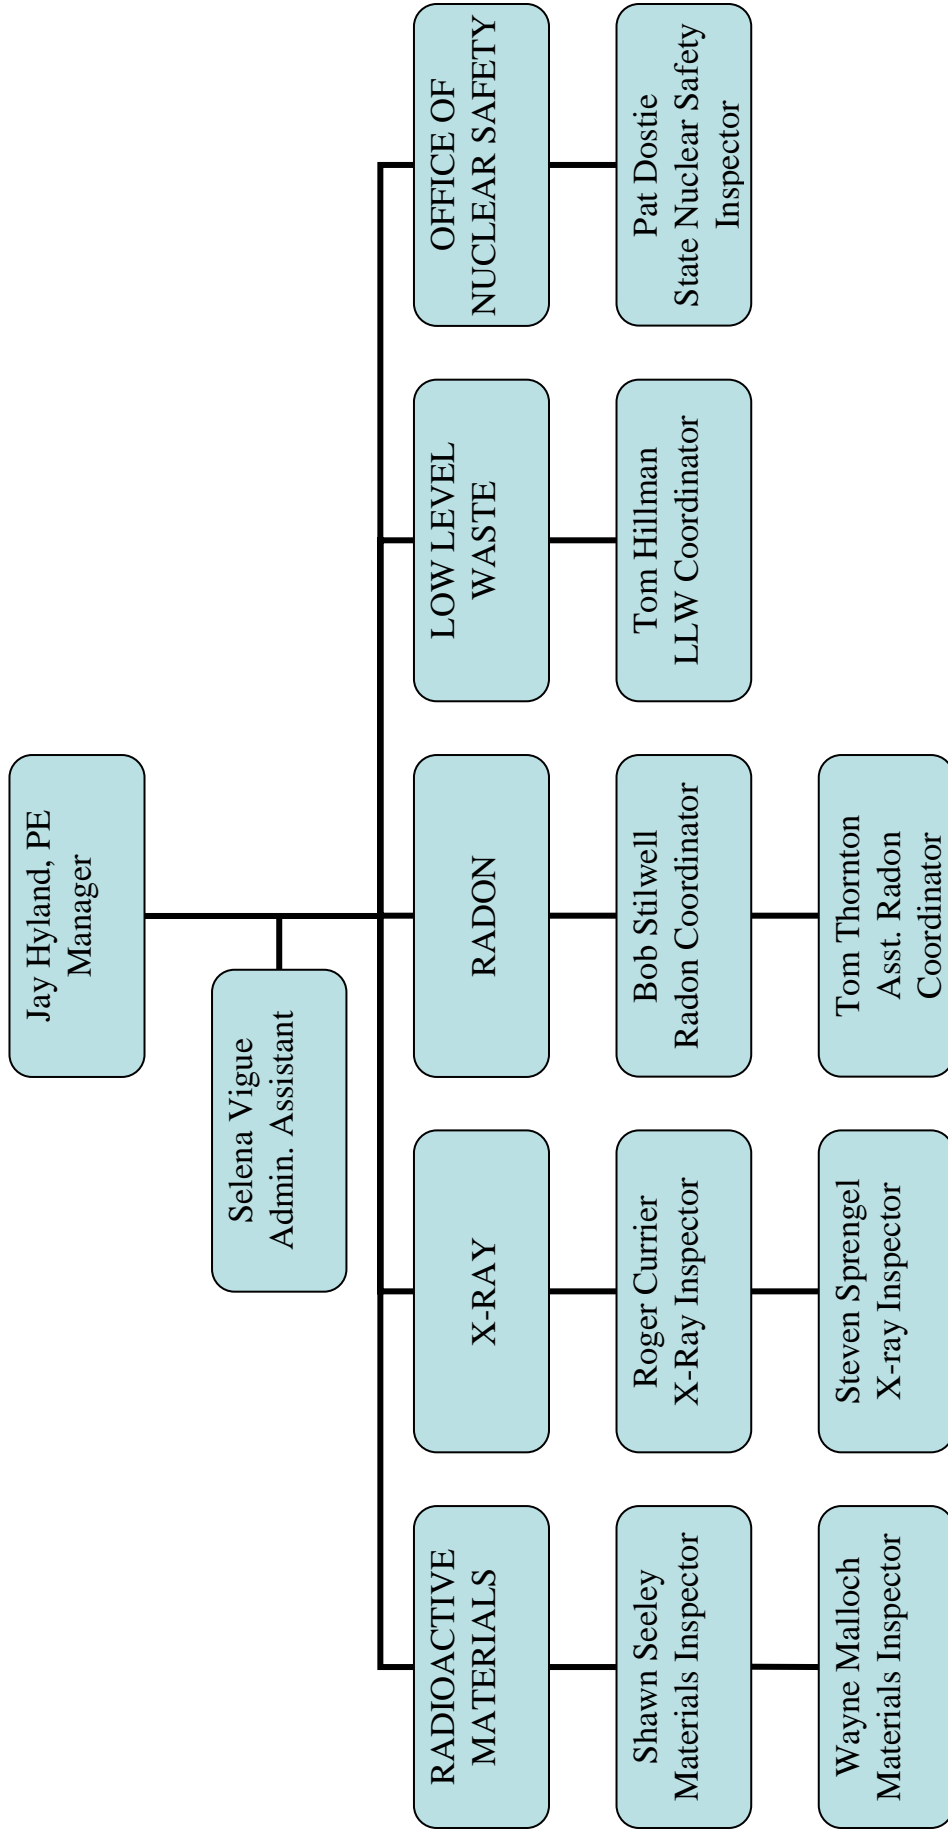 Jay Hyland, PE
Manager
Selena Vigue
Admin. Assistant
RADIOACTIVE
MATERIALS
Shawn Seeley
Materials Inspector
Wayne Malloch
Materials Inspector
X-RAY
Roger Currier
X-Ray Inspector
Steven Sprengel
X-ray Inspector
RADON
Bob Stilwell
Radon Coordinator
Tom Thornton
Asst. Radon
Coordinator
LOW LEVEL
WASTE
Tom Hillman
LLW Coordinator
OFFICE OF
NUCLEAR SAFETY
Pat Dostie
State Nuclear Safety
Inspector